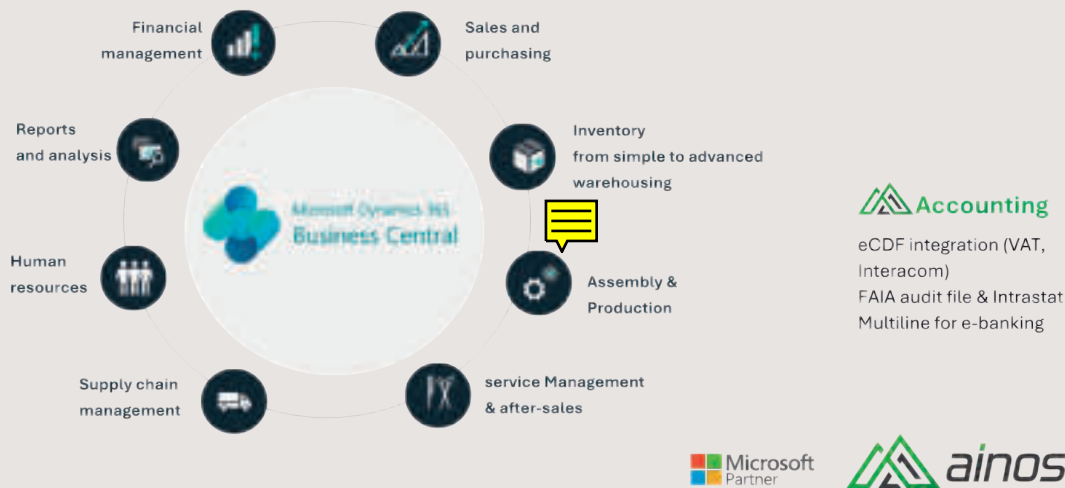 Financial
management
Sales and
purchasing
Reports
and analysis
Inventory
from simple to advanced
warehousing
Microsoft Dynamics 365
Business Central
Accounting
eCDF integration (VAT,
Interacom)
FAIA audit file & Intrastat
Multiline for e-banking
Human
resources
Assembly &
Production
Supply chain
management
service Management
& after-sales
Microsoft
Partner
ainos